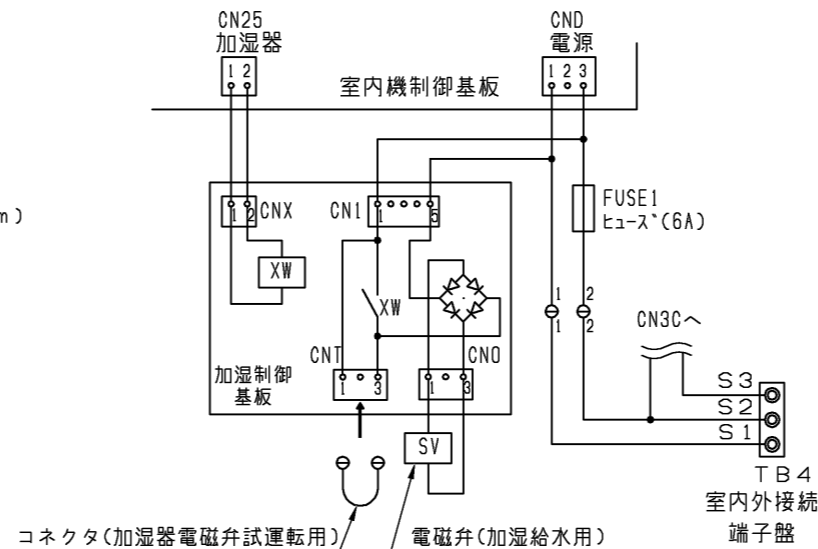 CN25
加湿器
1 2
CND
電源
1 2 3
室内機制御基板
m)
1 2
CNX
CN1
1 5
FUSE1
ヒューズ(6A)
XW
XW
1 2
1 2
CN3Cへ
CNT
1 3
CNO
1 3
加湿制御
基板
S3
S2
S1
SV
TB4
室内外接続
端子盤
コネクタ(加湿器電磁弁試運転用)
電磁弁(加湿給水用)